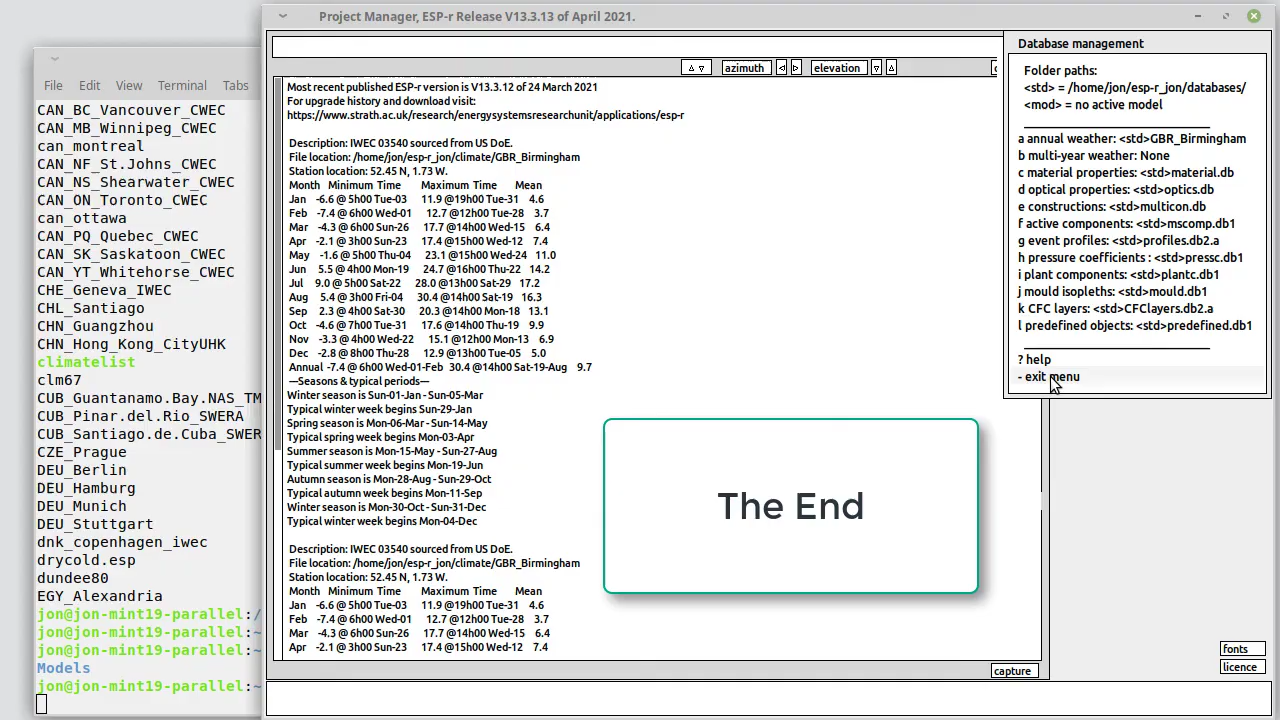 Project Manager, ESP-r Release V13.3.13 of April 2021.
File Edit View Terminal Tabs
CAN_BC_Vancouver_CWEC
CAN_MB_Winnipeg_CWEC
can_montreal
CAN_NF_St.Johns_CWEC
CAN_NS_Shearwater_CWEC
CAN_ON_Toronto_CWEC
can_ottawa
CAN_PQ_Quebec_CWEC
CAN_SK_Saskatoon_CWEC
CAN_YT_Whitehorse_CWEC
CHE_Geneva_IWEC
CHL_Santiago
CHN_Guangzhou
CHN_Hong_Kong_CityUHK
climatelist
clm67
CUB_Guantanamo.Bay.NAS_TM
CUB_Pinar.del.Rio_SWERA
CUB_Santiago.de.Cuba_SWER
CZE_Prague
DEU_Berlin
DEU_Hamburg
DEU_Munich
DEU_Stuttgart
dnk_copenhagen_iwec
drycold.esp
dundee80
EGY_Alexandria
jon@jon-mint19-parallel:/
jon@jon-mint19-parallel:~
jon@jon-mint19-parallel:~
Models
jon@jon-mint19-parallel:~
azimuth elevation
Most recent published ESP-r version is V13.3.12 of 24 March 2021
For upgrade history and download visit:
https://www.strath.ac.uk/research/energysystemsresearchunit/applications/esp-r
Description: IWEC 03540 sourced from US DoE.
File location: /home/jon/esp-r_jon/climate/GBR_Birmingham
Station location: 52.45 N, 1.73 W.
Month Minimum Time Maximum Time Mean
Jan -6.6 @ 5h00 Tue-03 11.9 @19h00 Tue-31 4.6
Feb -7.4 @ 6h00 Wed-01 12.7 @12h00 Tue-28 3.7
Mar -4.3 @ 6h00 Sun-26 17.7 @14h00 Wed-15 6.4
Apr -2.1 @ 3h00 Sun-23 17.4 @15h00 Wed-12 7.4
May -1.6 @ 5h00 Thu-04 23.1 @15h00 Wed-24 11.0
Jun 5.5 @ 4h00 Mon-19 24.7 @16h00 Thu-22 14.2
Jul 9.0 @ 5h00 Sat-22 28.0 @13h00 Sat-29 17.2
Aug 5.4 @ 3h00 Fri-04 30.4 @14h00 Sat-19 16.3
Sep 2.3 @ 4h00 Sat-30 20.3 @14h00 Mon-18 13.1
Oct -4.6 @ 7h00 Tue-31 17.6 @14h00 Thu-19 9.9
Nov -3.3 @ 4h00 Wed-22 15.1 @12h00 Mon-13 6.9
Dec -2.8 @ 8h00 Thu-28 12.9 @13h00 Tue-05 5.0
Annual -7.4 @ 6h00 Wed-01-Feb 30.4 @14h00 Sat-19-Aug 9.7
---Seasons & typical periods---
Winter season is Sun-01-Jan - Sun-05-Mar
Typical winter week begins Sun-29-Jan
Spring season is Mon-06-Mar - Sun-14-May
Typical spring week begins Mon-03-Apr
Summer season is Mon-15-May - Sun-27-Aug
Typical summer week begins Mon-19-Jun
Autumn season is Mon-28-Aug - Sun-29-Oct
Typical autumn week begins Mon-11-Sep
Winter season is Mon-30-Oct - Sun-31-Dec
Typical winter week begins Mon-04-Dec
Description: IWEC 03540 sourced from US DoE.
File location: /home/jon/esp-r_jon/climate/GBR_Birmingham
Station location: 52.45 N, 1.73 W.
Month Minimum Time Maximum Time Mean
Jan -6.6 @ 5h00 Tue-03 11.9 @19h00 Tue-31 4.6
Feb -7.4 @ 6h00 Wed-01 12.7 @12h00 Tue-28 3.7
Mar -4.3 @ 6h00 Sun-26 17.7 @14h00 Wed-15 6.4
Apr -2.1 @ 3h00 Sun-23 17.4 @15h00 Wed-12 7.4
capture
The End
Database management
Folder paths:
<std> = /home/jon/esp-r_jon/databases/
<mod> = no active model
a annual weather: <std>GBR_Birmingham
b multi-year weather: None
c material properties: <std>material.db
d optical properties: <std>optics.db
e constructions: <std>multicon.db
f active components: <std>mscomp.db1
g event profiles: <std>profiles.db2.a
h pressure coefficients : <std>pressc.db1
i plant components: <std>plantc.db1
j mould isopleths: <std>mould.db1
k CFC layers: <std>CFClayers.db2.a
l predefined objects: <std>predefined.db1
? help
- exit menu
fonts
licence